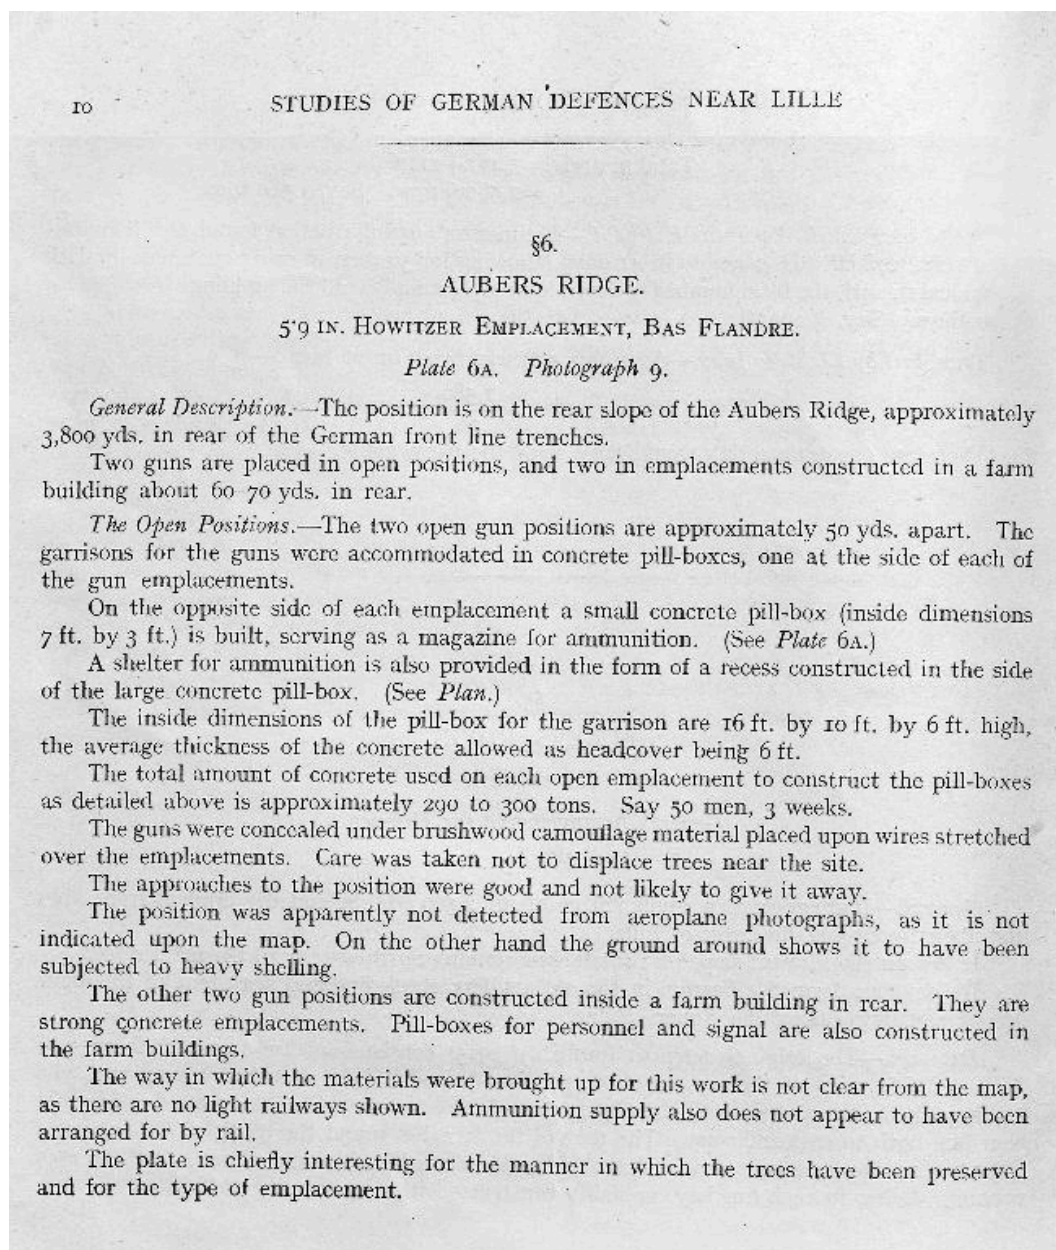 10 STUDIES OF GERMAN DEFENCES NEAR LILLE
§6.
AUBERS RIDGE.
5·9 IN. HOWITZER EMPLACEMENT, BAS FLANDRE.
Plate 6A. Photograph 9.
General Description.—The position is on the rear slope of the Aubers Ridge, approximately
3,800 yds. in rear of the German front line trenches.
Two guns are placed in open positions, and two in emplacements constructed in a farm
building about 60 70 yds. in rear.
The Open Positions.—The two open gun positions are approximately 50 yds. apart. The
garrisons for the guns were accommodated in concrete pill-boxes, one at the side of each of
the gun emplacements.
On the opposite side of each emplacement a small concrete pill-box (inside dimensions
7 ft. by 3 ft.) is built, serving as a magazine for ammunition. (See Plate 6A.)
A shelter for ammunition is also provided in the form of a recess constructed in the side
of the large concrete pill-box. (See Plan.)
The inside dimensions of the pill-box for the garrison are 16 ft. by 10 ft. by 6 ft. high,
the average thickness of the concrete allowed as headcover being 6 ft.
The total amount of concrete used on each open emplacement to construct the pill-boxes
as detailed above is approximately 290 to 300 tons. Say 50 men, 3 weeks.
The guns were concealed under brushwood camouflage material placed upon wires stretched
over the emplacements. Care was taken not to displace trees near the site.
The approaches to the position were good and not likely to give it away.
The position was apparently not detected from aeroplane photographs, as it is not
indicated upon the map. On the other hand the ground around shows it to have been
subjected to heavy shelling.
The other two gun positions are constructed inside a farm building in rear. They are
strong concrete emplacements. Pill-boxes for personnel and signal are also constructed in
the farm buildings.
The way in which the materials were brought up for this work is not clear from the map,
as there are no light railways shown. Ammunition supply also does not appear to have been
arranged for by rail.
The plate is chiefly interesting for the manner in which the trees have been preserved
and for the type of emplacement.